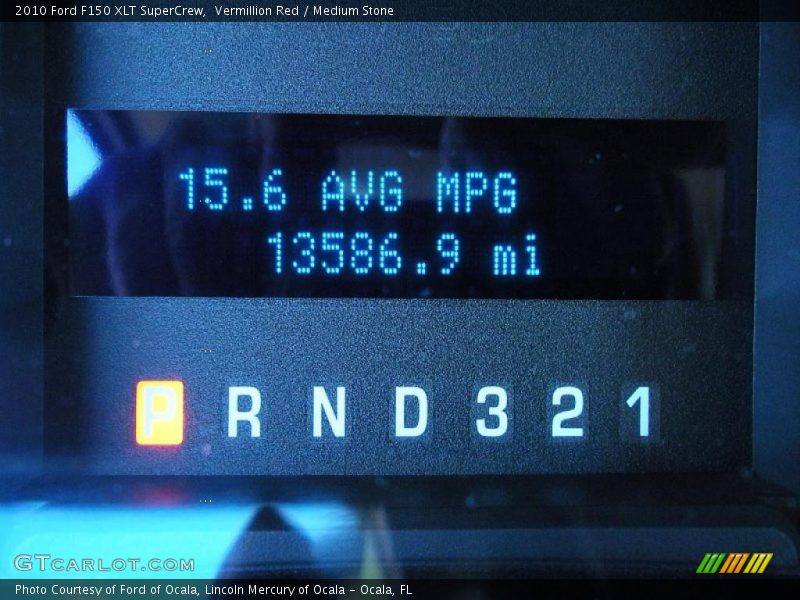 2010 Ford F150 XLT SuperCrew, Vermillion Red / Medium Stone
15.6 AVG MPG
13586.9 mi
P R N D 3 2 1
GTCARLOT.COM
Photo Courtesy of Ford of Ocala, Lincoln Mercury of Ocala - Ocala, FL